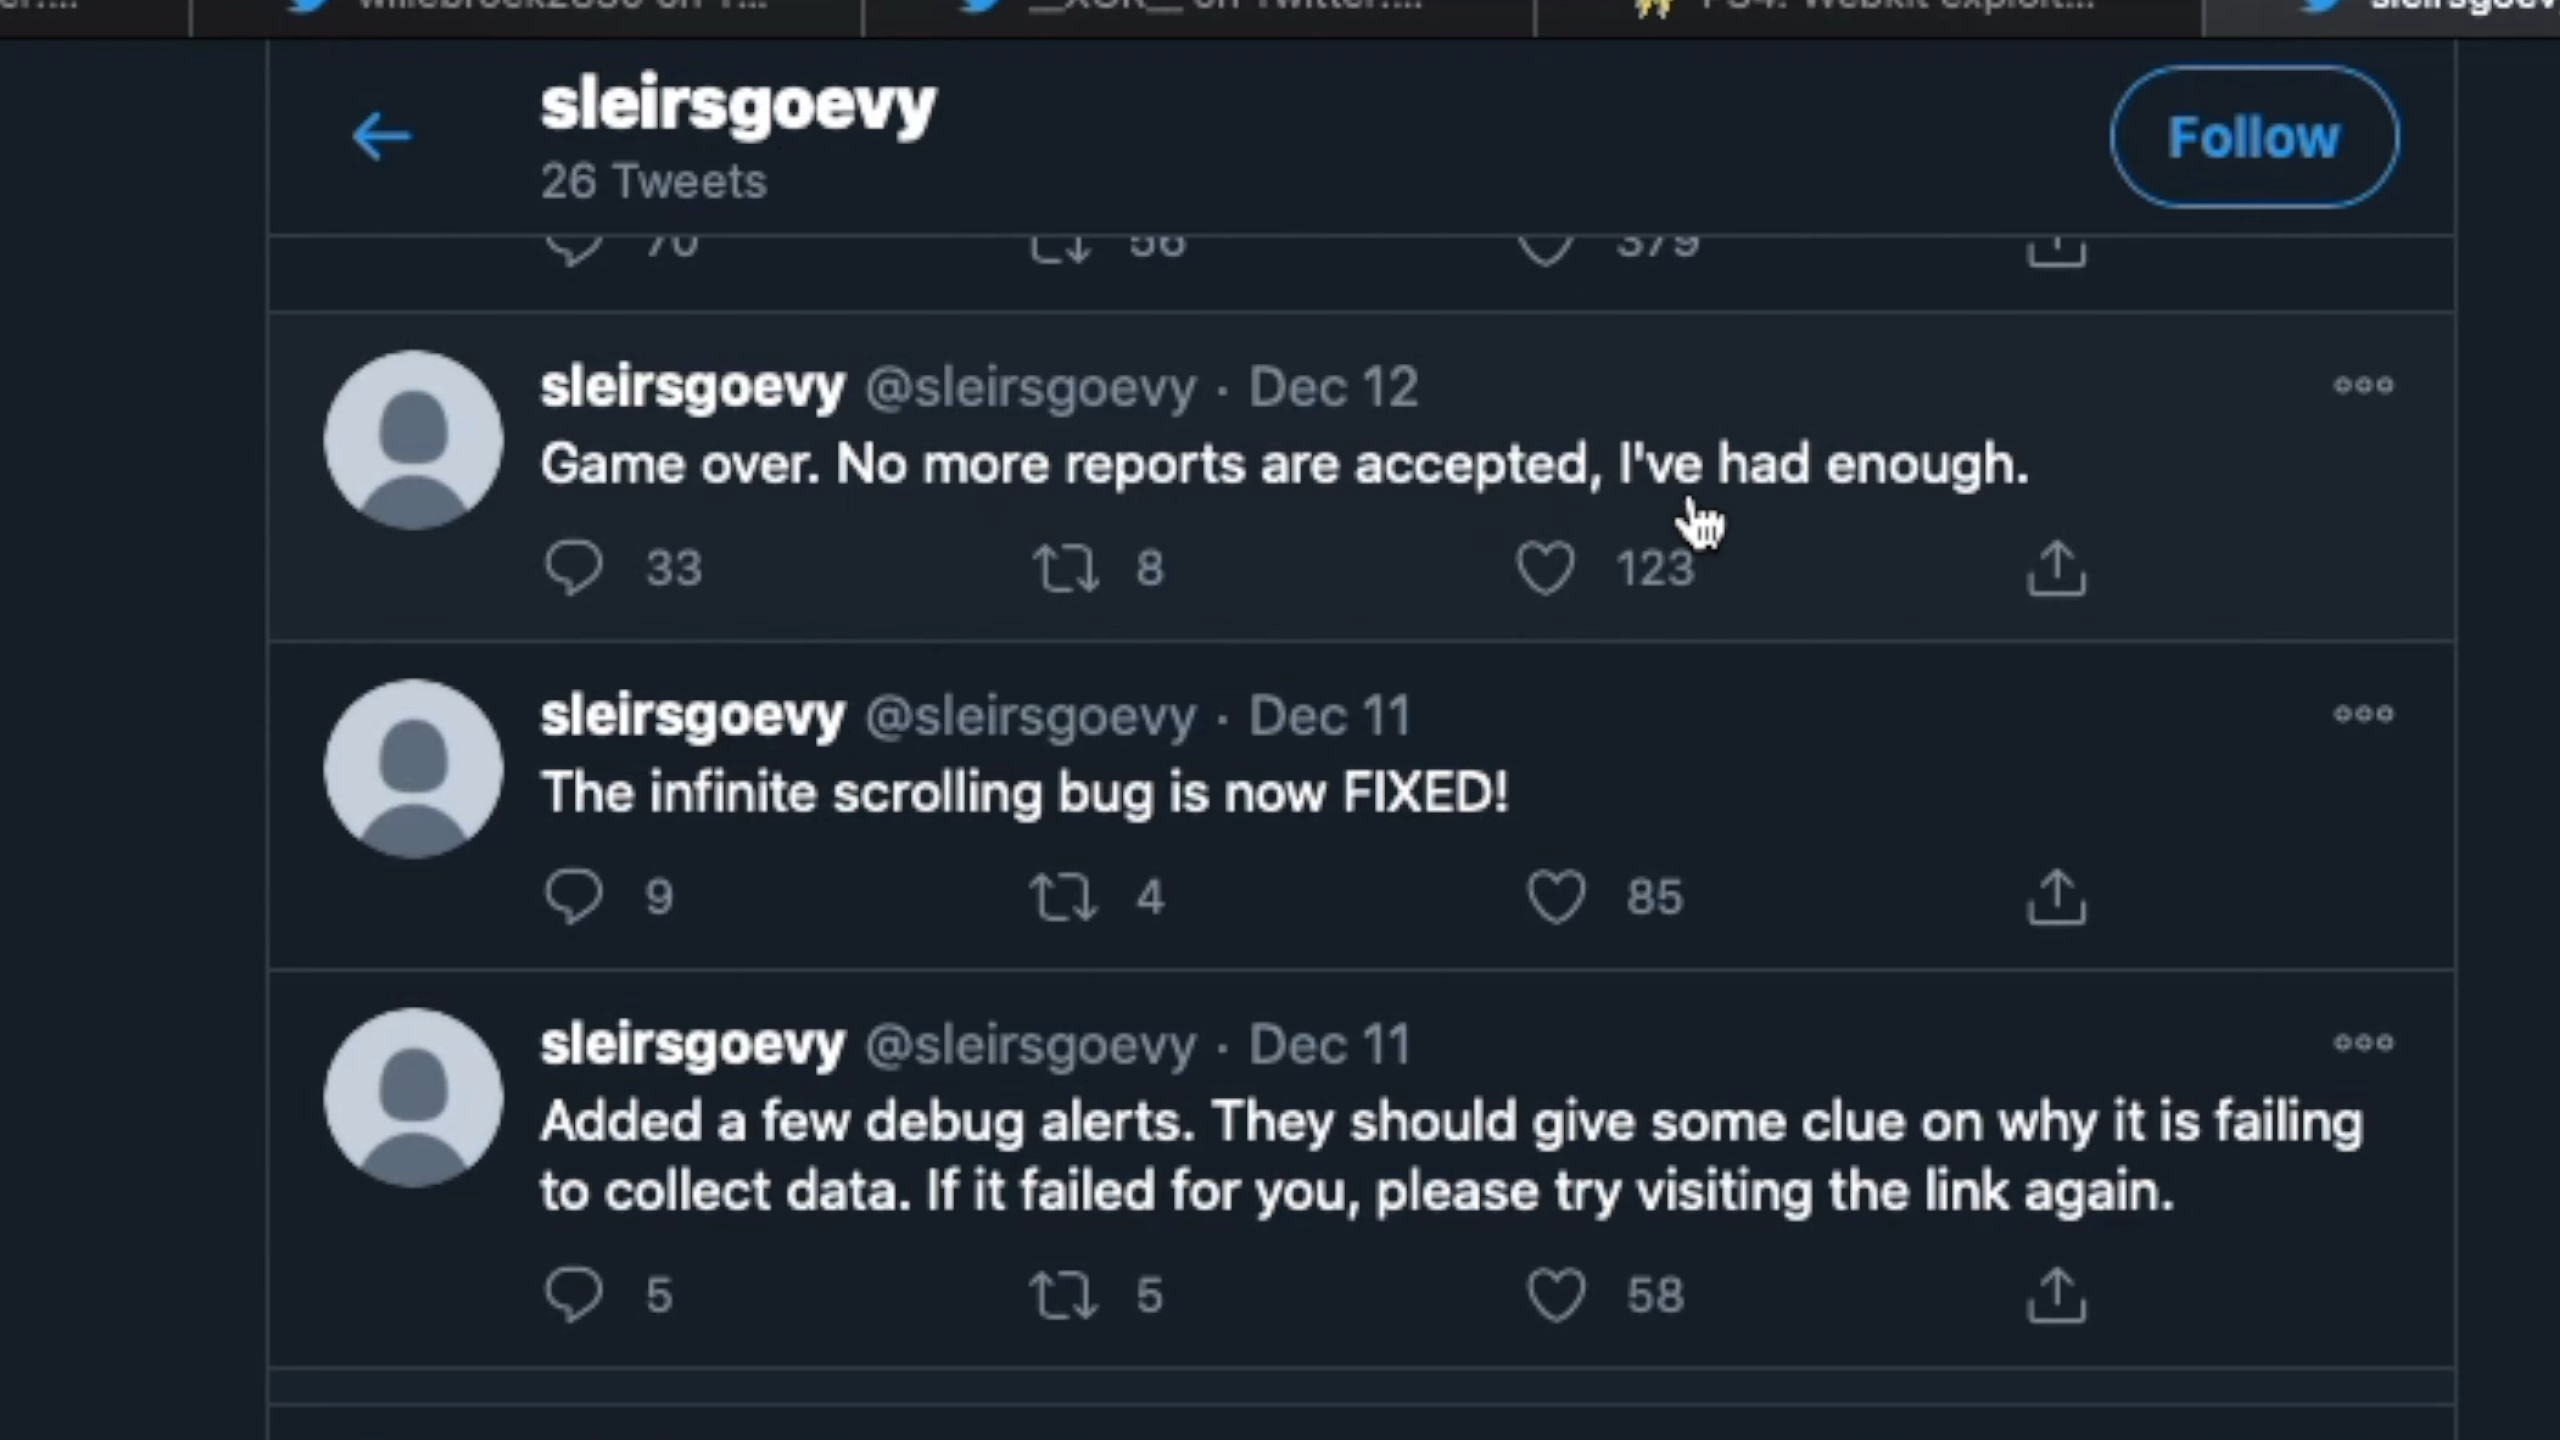 sleirsgoevy
Follow
26 Tweets
70 56 379
sleirsgoevy @sleirsgoevy · Dec 12
Game over. No more reports are accepted, I've had enough.
33 8 123
sleirsgoevy @sleirsgoevy · Dec 11
The infinite scrolling bug is now FIXED!
9 4 85
sleirsgoevy @sleirsgoevy · Dec 11
Added a few debug alerts. They should give some clue on why it is failing
to collect data. If it failed for you, please try visiting the link again.
5 5 58